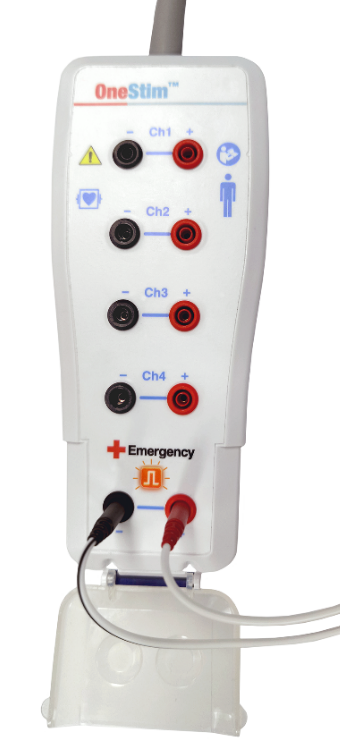 OneStim™
− Ch1 +
− Ch2 +
− Ch3 +
− Ch4 +
Emergency
−